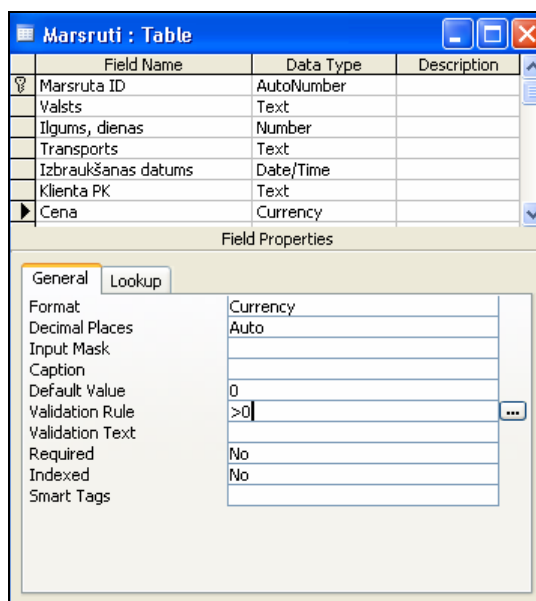 Marsruti : Table
Field Name Data Type Description
Marsruta ID AutoNumber
Valsts Text
Ilgums, dienas Number
Transports Text
Izbraukšanas datums Date/Time
Klienta PK Text
Cena Currency
Field Properties
General Lookup
Format Currency
Decimal Places Auto
Input Mask
Caption
Default Value 0
Validation Rule >0 ...
Validation Text
Required No
Indexed No
Smart Tags